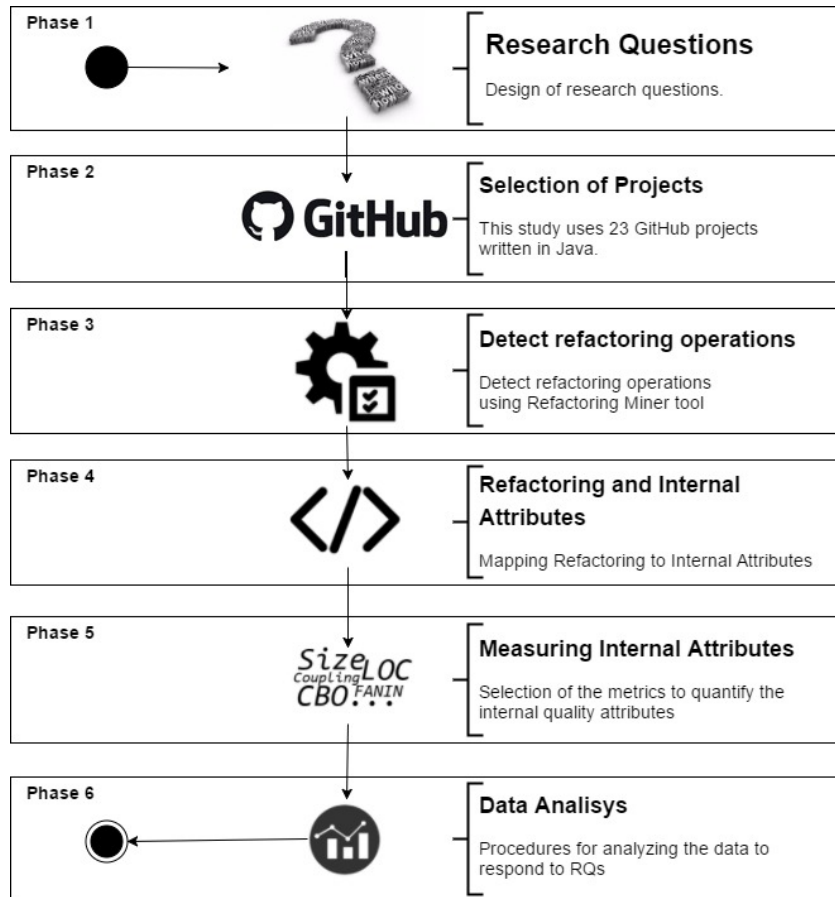 Phase 1
Research Questions
Design of research questions.
Phase 2
GitHub
Selection of Projects
This study uses 23 GitHub projects
written in Java.
Phase 3
Detect refactoring operations
Detect refactoring operations
using Refactoring Miner tool
Phase 4
Refactoring and Internal
Attributes
Mapping Refactoring to Internal Attributes
Phase 5
Size LOC
Coupling
CBO FANIN
...
Measuring Internal Attributes
Selection of the metrics to quantify the
internal quality attributes
Phase 6
Data Analisys
Procedures for analyzing the data to
respond to RQs